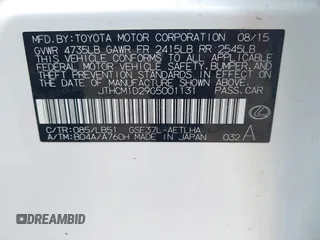 MFD.BY:TOYOTA MOTOR CORPORATION 08/15
GVWR 4735LB GAWR FR 2415LB RR 2545LB
THIS VEHICLE CONFORMS TO ALL APPLICABLE
FEDERAL MOTOR VEHICLE SAFETY,
BUMPER, AND THEFT PREVENTION STANDARDS
IN EFFECT ON THE DATE OF MANUFACTURE
SHOWN ABOVE.
JTHCM1D29G5001131 PASS.CAR
C/TR: 085/LB51 GSE37L-AETLHA
A/TM: B04A/A760H MADE IN JAPAN 032 A
DREAMBID